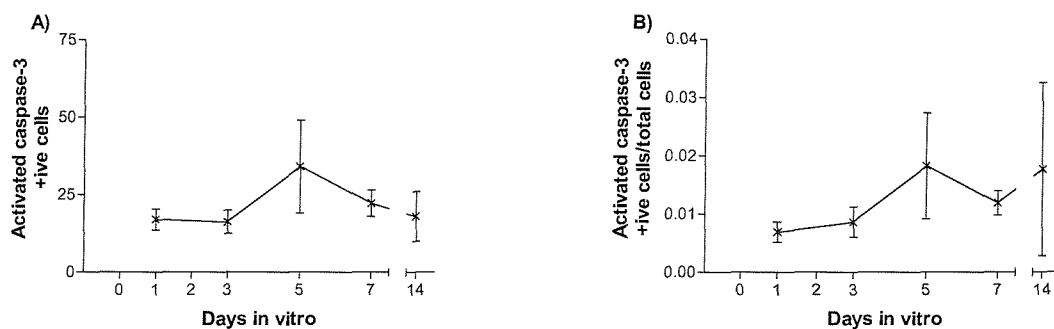 A)
Activated caspase-3
+ive cells
75
50
25
0
0 1 2 3 5 7 14
Days in vitro
B)
Activated caspase-3
+ive cells/total cells
0.04
0.03
0.02
0.01
0.00
0 1 2 3 5 7 14
Days in vitro